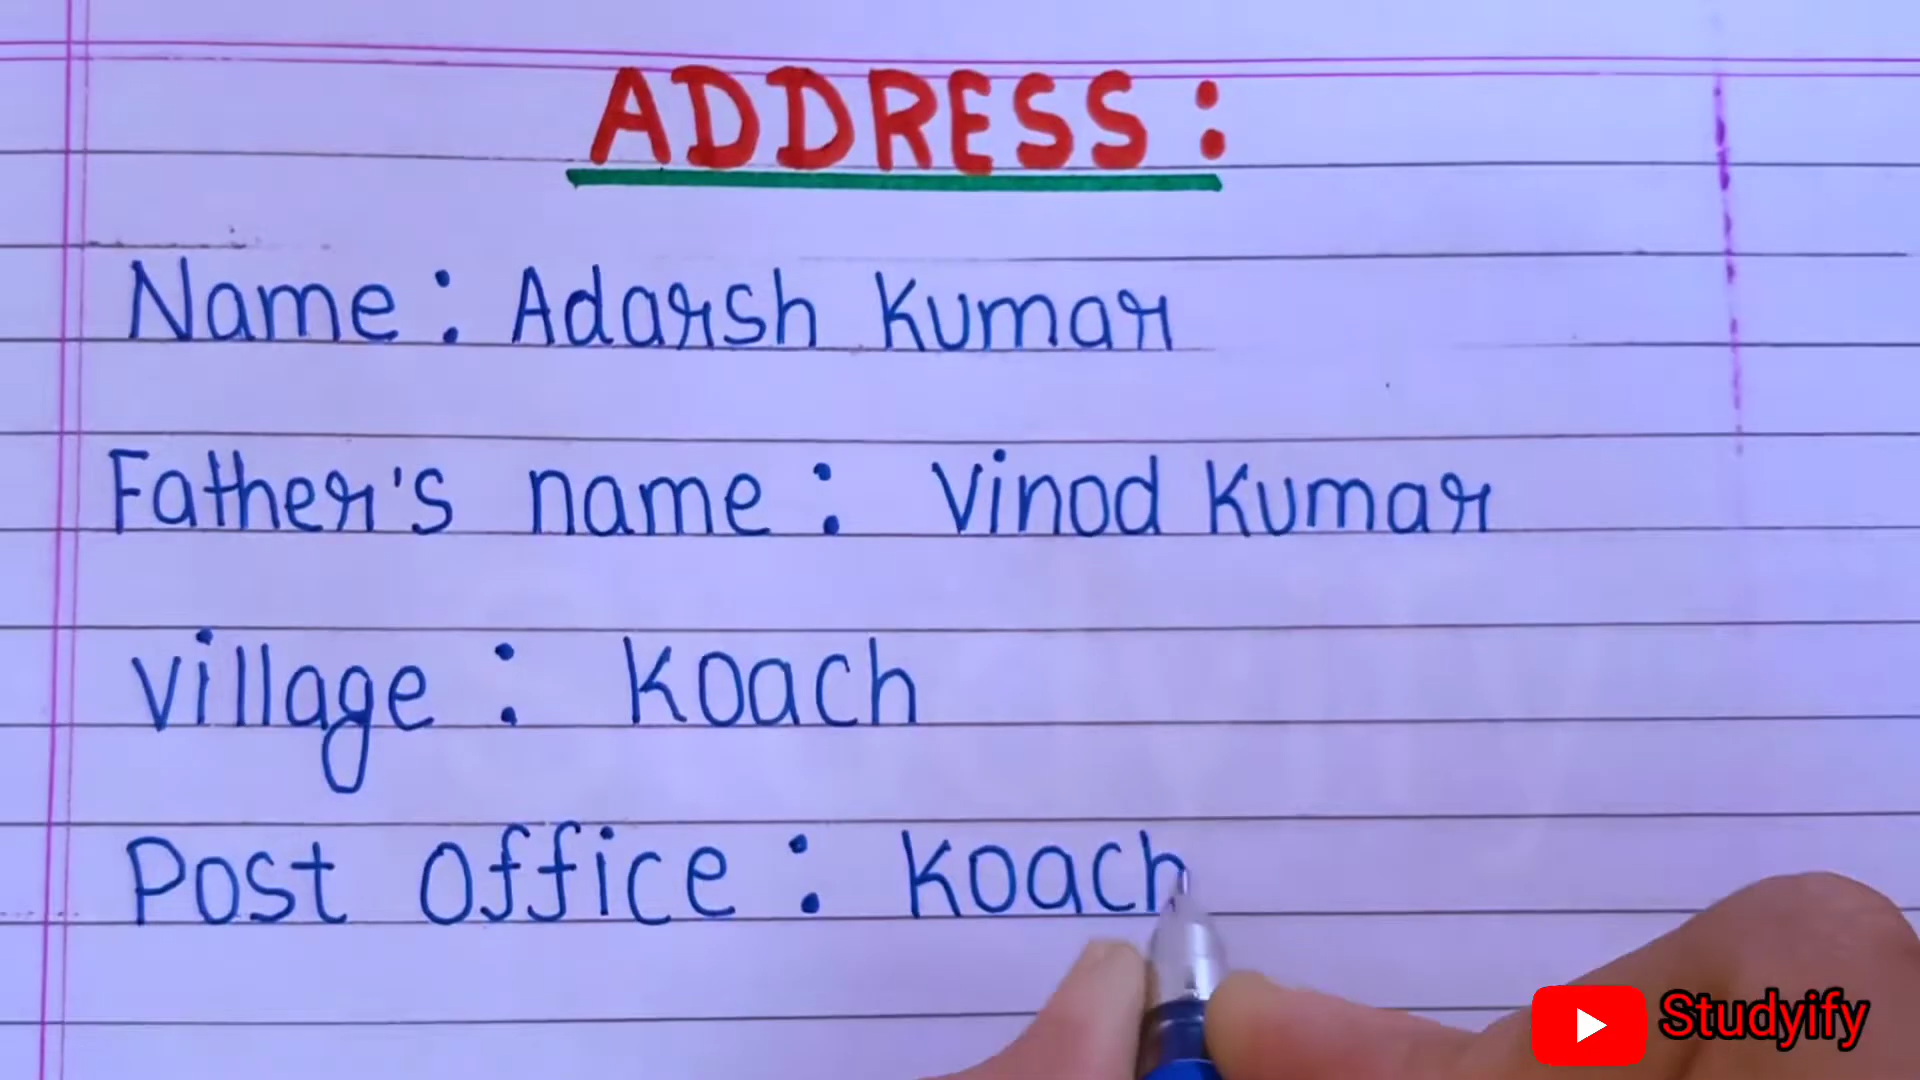 ADDRESS:
Name: Adarsh Kumar
Father's name: Vinod Kumar
Village: Koach
Post office: Koach
Studyify